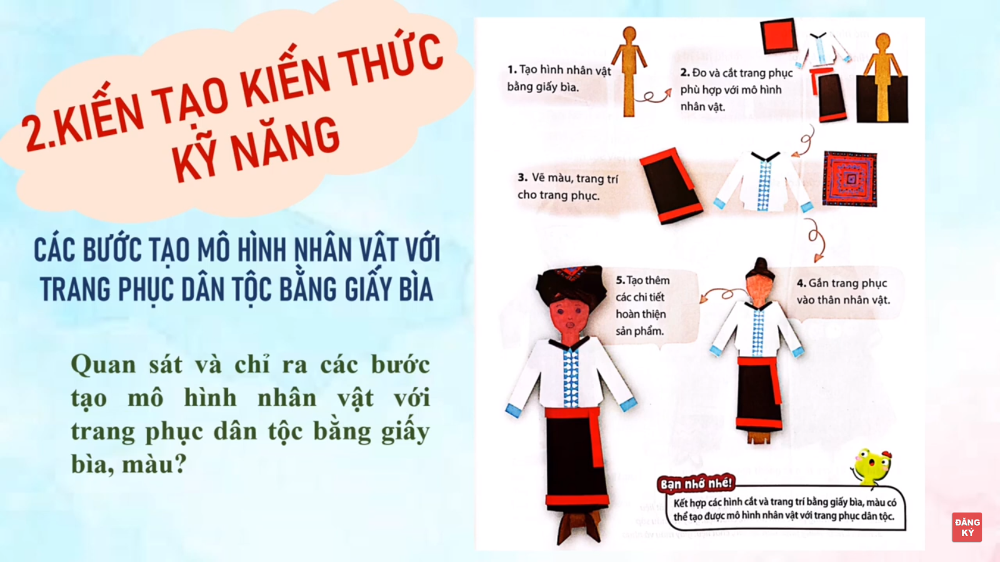 2.KIẾN TẠO KIẾN THỨC
KỸ NĂNG
CÁC BƯỚC TẠO MÔ HÌNH NHÂN VẬT VỚI
TRANG PHỤC DÂN TỘC BẰNG GIẤY BÌA
Quan sát và chỉ ra các bước
tạo mô hình nhân vật với
trang phục dân tộc bằng giấy
bìa, màu?
1. Tạo hình nhân vật
bằng giấy bìa.
2. Đo và cắt trang phục
phù hợp với mô hình
nhân vật.
3. Vẽ màu, trang trí
cho trang phục.
4. Gắn trang phục
vào thân nhân vật.
5. Tạo thêm
các chi tiết
hoàn thiện
sản phẩm.
Bạn nhớ nhé!
Kết hợp các hình cắt và trang trí bằng giấy bìa, màu có
thể tạo được mô hình nhân vật với trang phục dân tộc.
ĐĂNG
KÝ